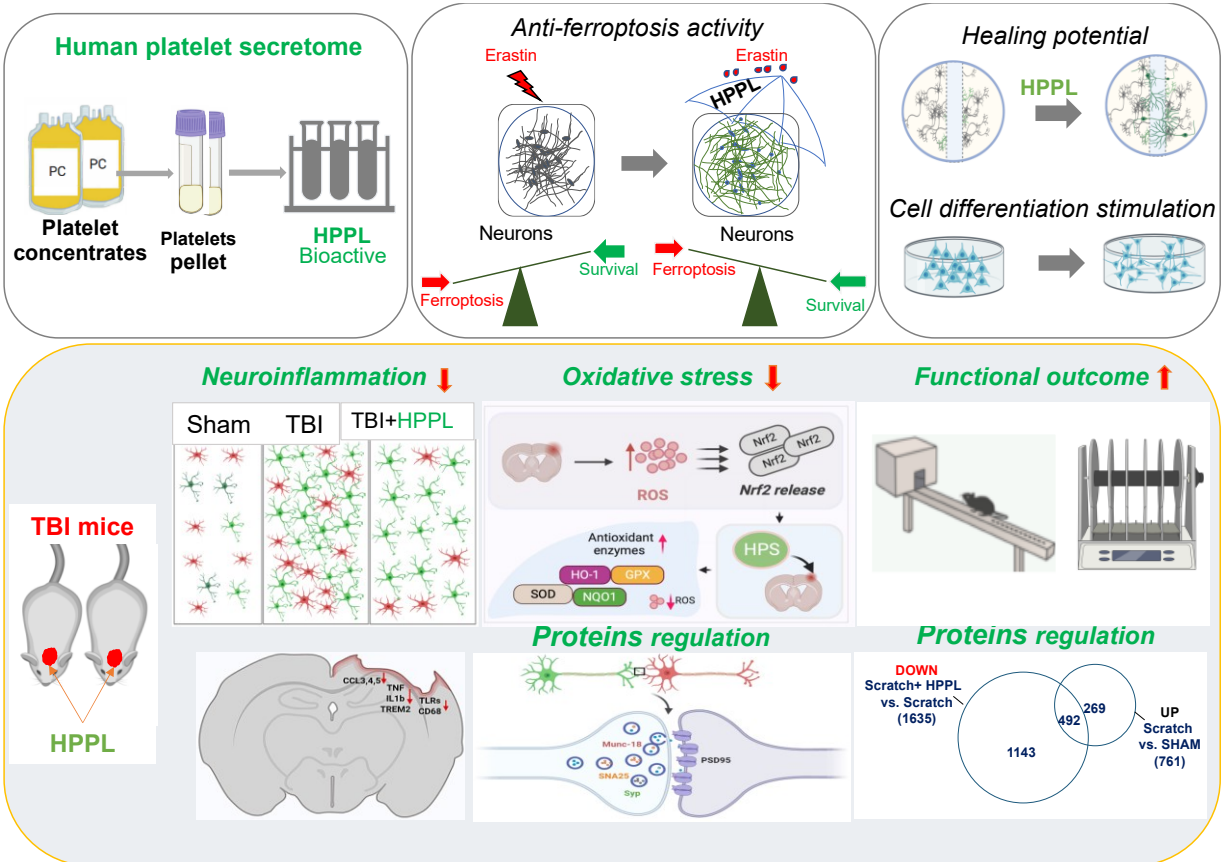 Human platelet secretome
PC
PC
Platelet
concentrates
Platelets
pellet
HPPL
Bioactive
Anti-ferroptosis activity
Erastin
Erastin
HPPL
Neurons
Neurons
Survival
Ferroptosis
Ferroptosis
Survival
Healing potential
HPPL
Cell differentiation stimulation
TBI mice
HPPL
Neuroinflammation
Sham
TBI
TBI+HPPL
Oxidative stress
ROS
Nrf2
Nrf2
Nrf2
Nrf2 release
Antioxidant
enzymes
HO-1
GPX
SOD
NQO1
ROS
HPS
Functional outcome
CCL3,4,5
TNF
IL1b
TREM2
TLRs
CD68
Proteins regulation
Munc-18
SNA25
Syp
PSD95
Proteins regulation
DOWN
Scratch+ HPPL
vs. Scratch
(1635)
1143
492
269
UP
Scratch
vs. SHAM
(761)